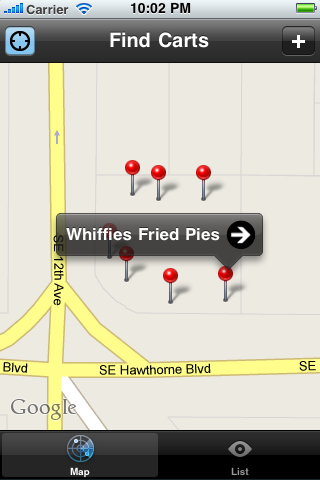 Carrier 10:02 PM
Find Carts
+
Whiffies Fried Pies
SE 12th Ave
Blvd
SE Hawthorne Blvd
SE
Google
Map
List